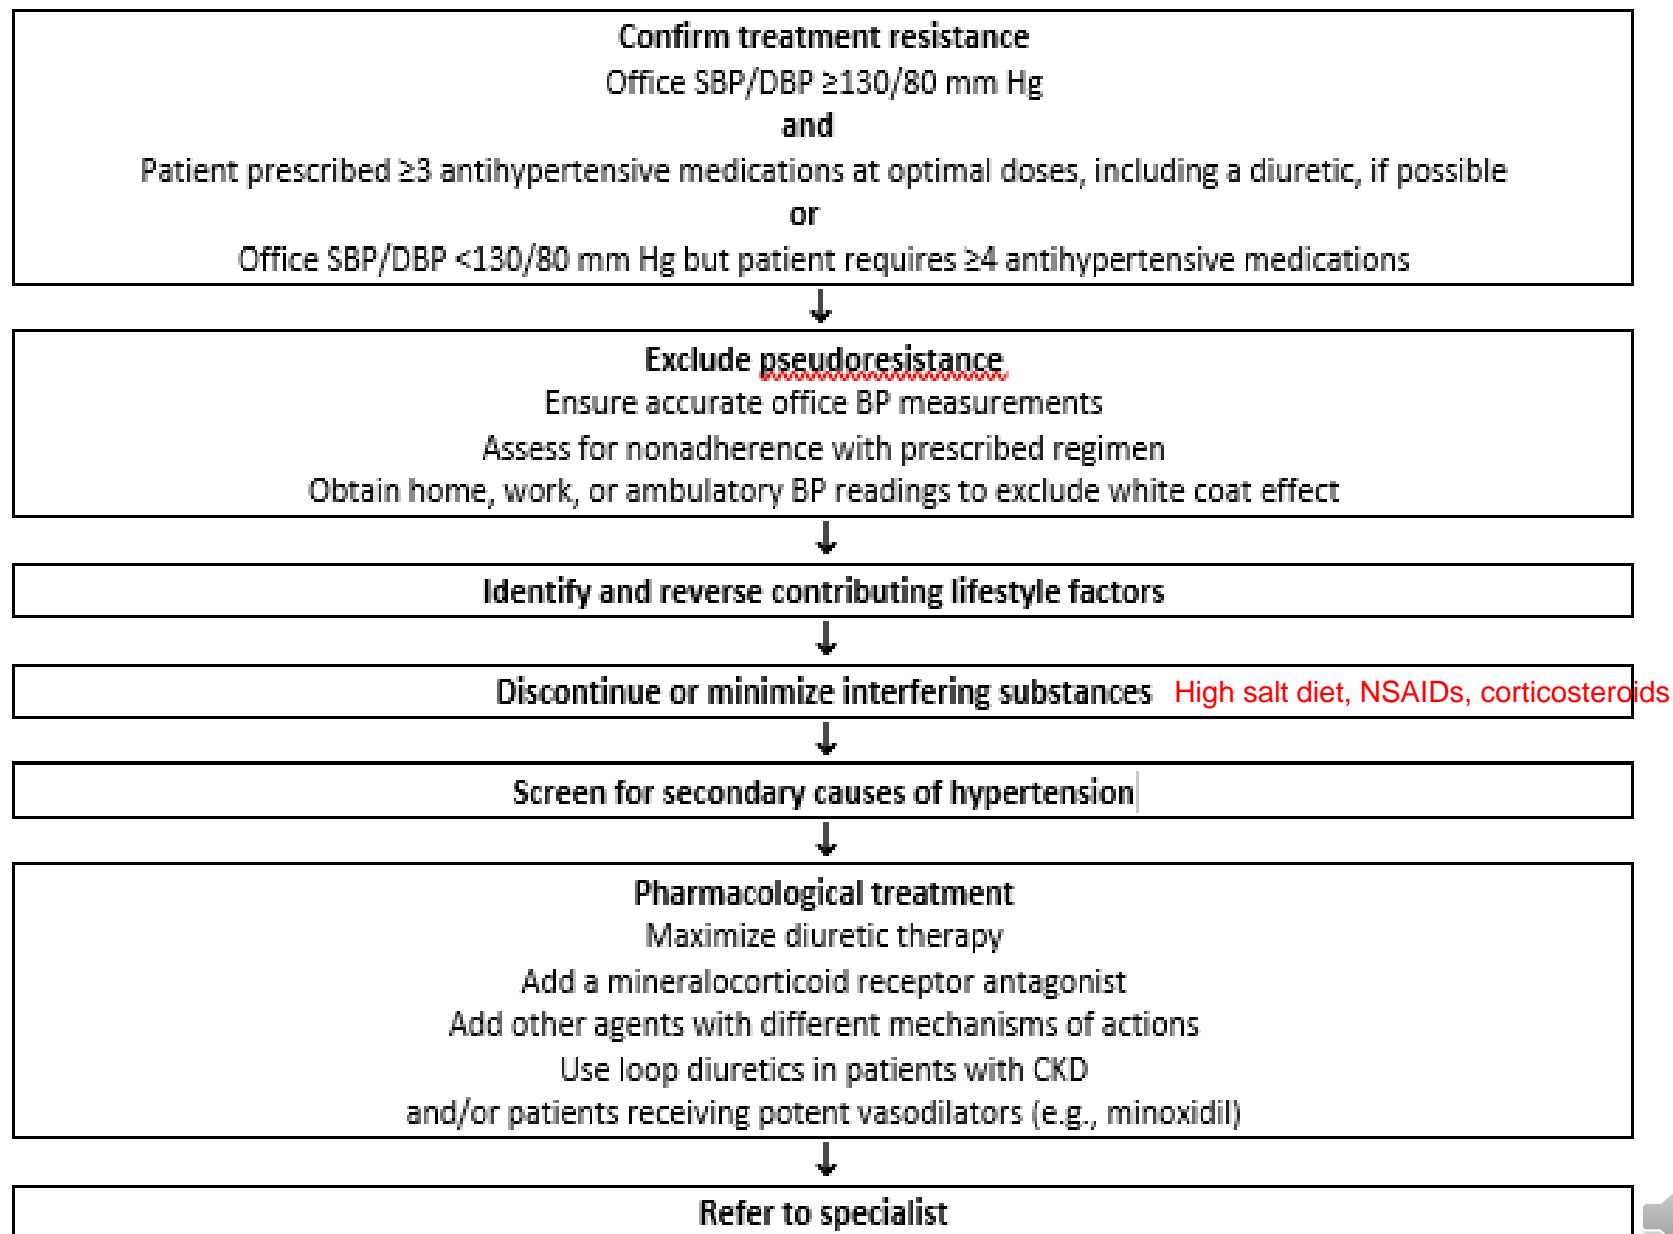 Confirm treatment resistance
Office SBP/DBP ≥130/80 mm Hg
and
Patient prescribed ≥3 antihypertensive medications at optimal doses, including a diuretic, if possible
or
Office SBP/DBP <130/80 mm Hg but patient requires ≥4 antihypertensive medications
Exclude pseudoresistance
Ensure accurate office BP measurements
Assess for nonadherence with prescribed regimen
Obtain home, work, or ambulatory BP readings to exclude white coat effect
Identify and reverse contributing lifestyle factors
Discontinue or minimize interfering substances High salt diet, NSAIDs, corticosteroids
Screen for secondary causes of hypertension
Pharmacological treatment
Maximize diuretic therapy
Add a mineralocorticoid receptor antagonist
Add other agents with different mechanisms of actions
Use loop diuretics in patients with CKD
and/or patients receiving potent vasodilators (e.g., minoxidil)
Refer to specialist